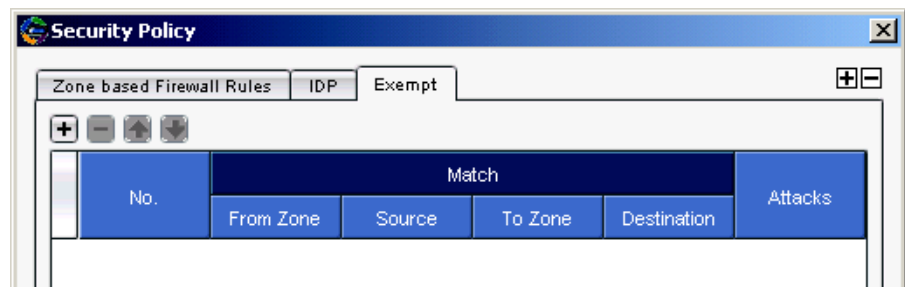 Security Policy
Zone based Firewall Rules IDP Exempt
No. Match Attacks
From Zone Source To Zone Destination